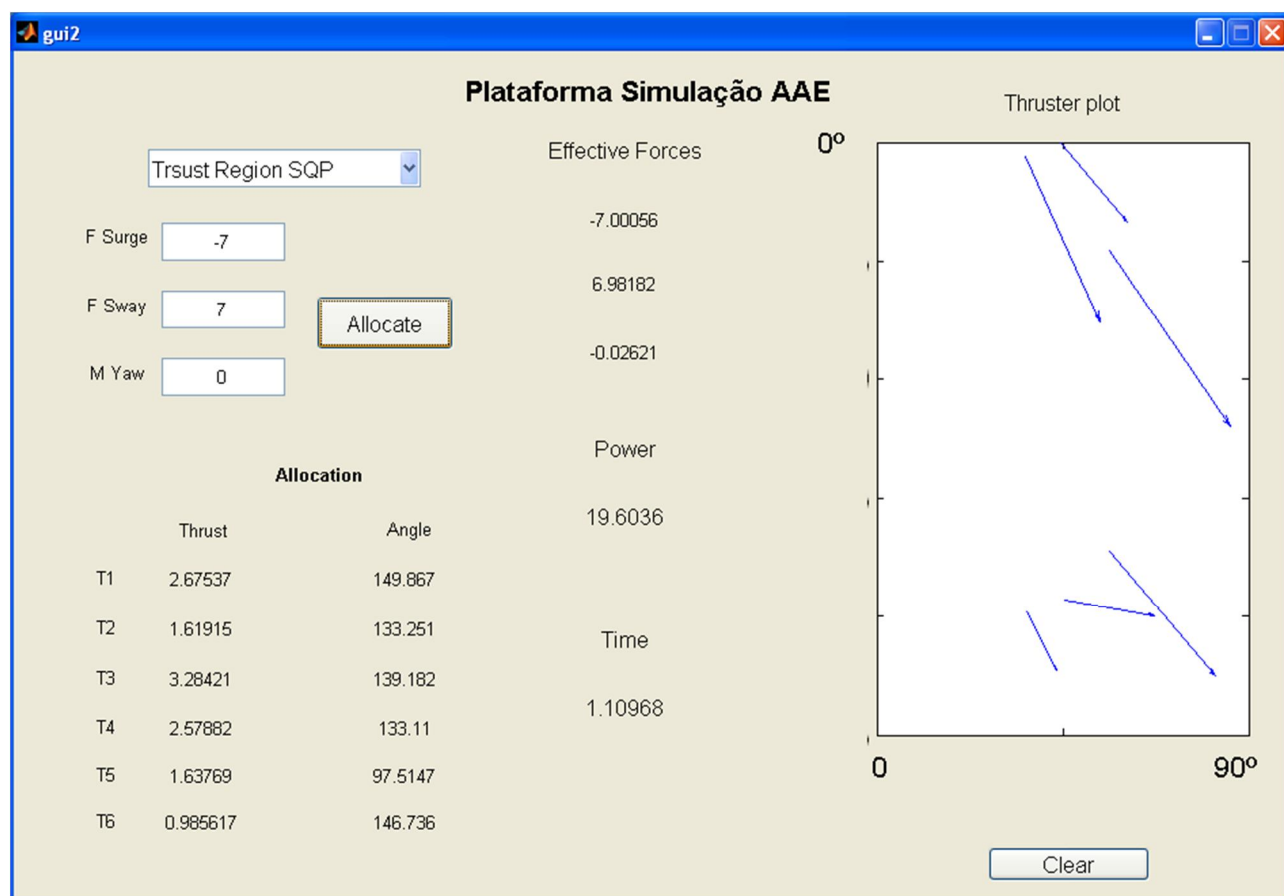 gui2
Plataforma Simulação AAE
Trsust Region SQP
F Surge -7
F Sway 7
M Yaw 0
Allocate
Effective Forces
-7.00056
6.98182
-0.02621
Power
19.6036
Time
1.10968
Allocation
Thrust Angle
T1 2.67537 149.867
T2 1.61915 133.251
T3 3.28421 139.182
T4 2.57882 133.11
T5 1.63769 97.5147
T6 0.985617 146.736
Thruster plot
0º
0 90º
Clear